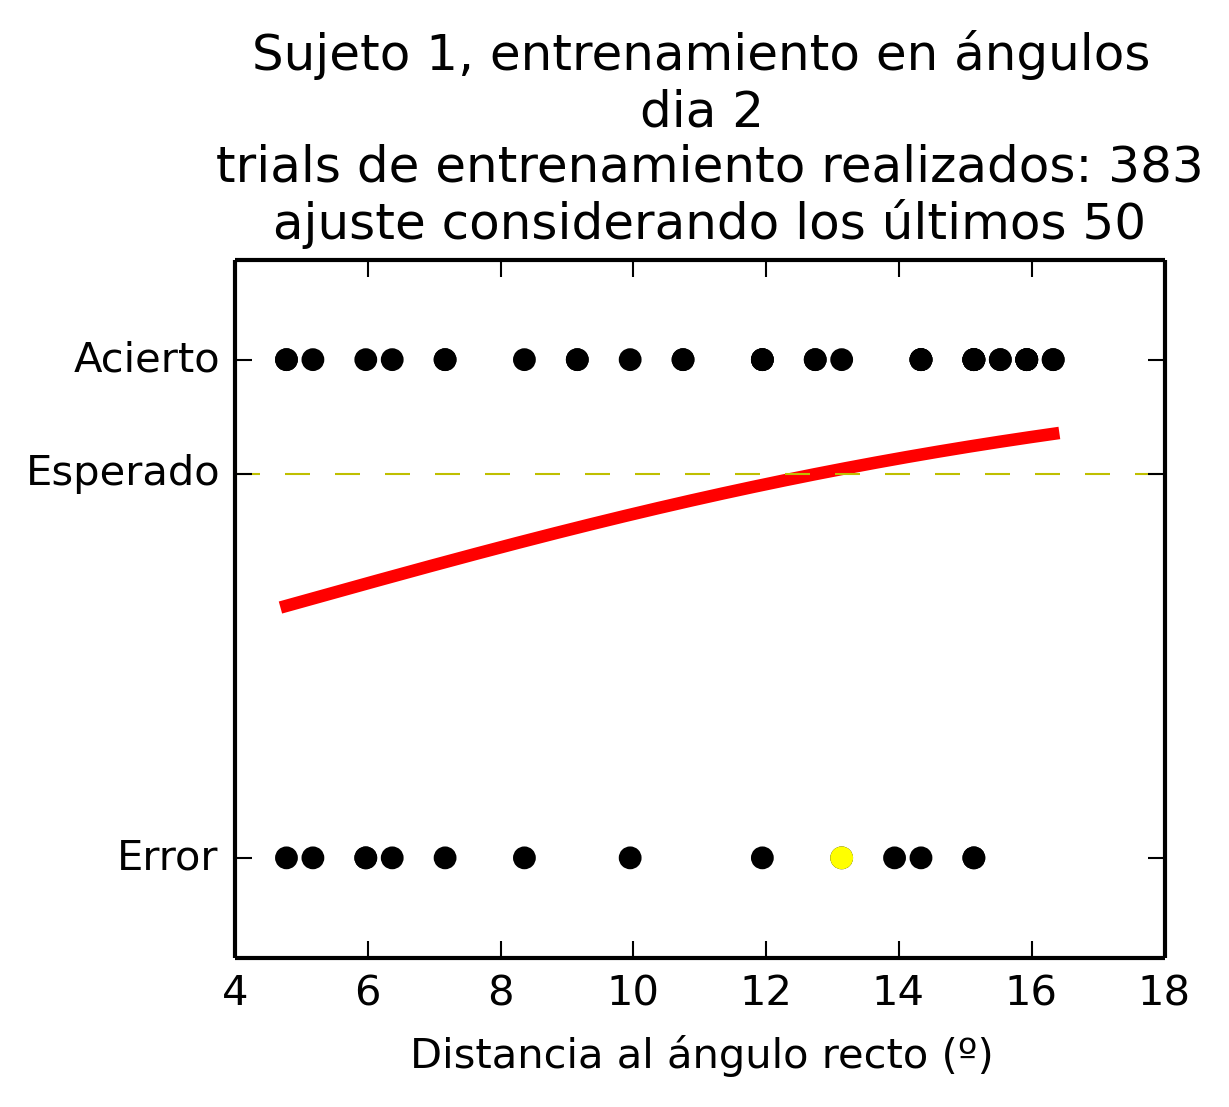 Sujeto 1, entrenamiento en ángulos
dia 2
trials de entrenamiento realizados: 383
ajuste considerando los últimos 50
Acierto
Esperado
Error
4 6 8 10 12 14 16 18
Distancia al ángulo recto (º)